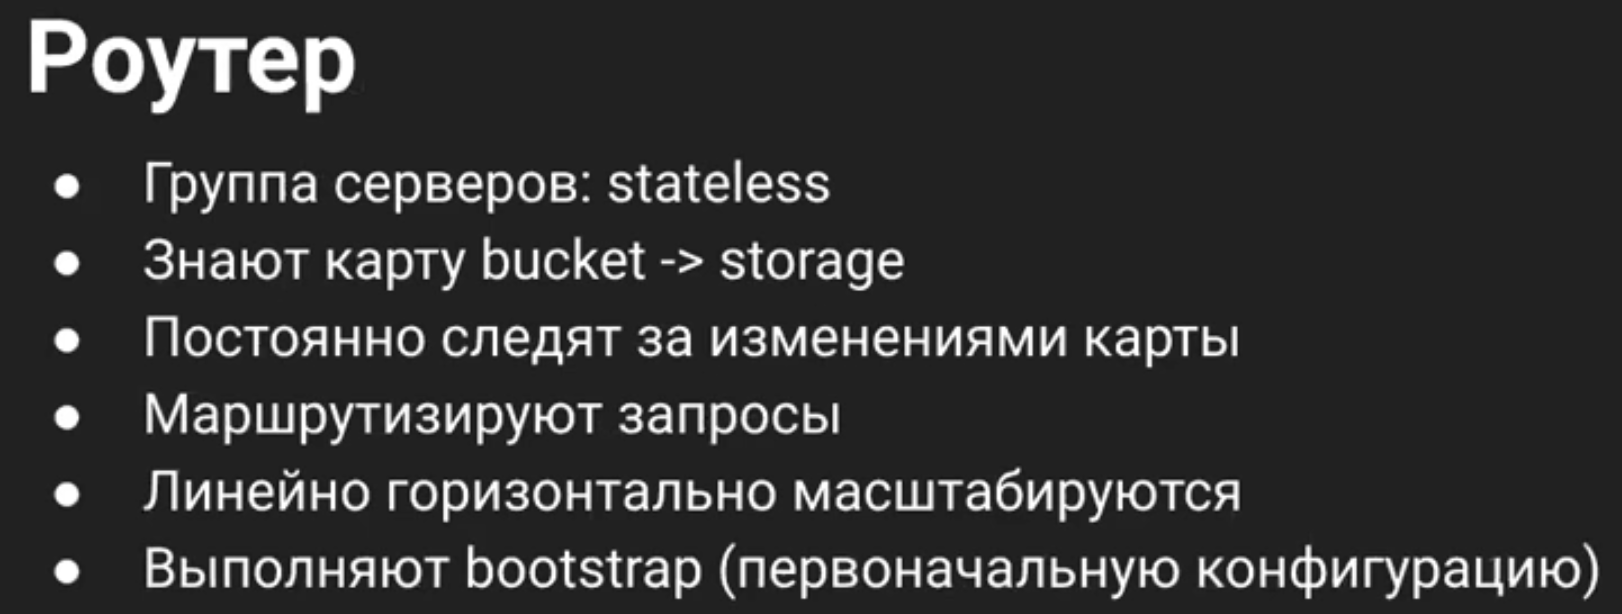 Роутер
● Группа серверов: stateless
● Знают карту bucket -> storage
● Постоянно следят за изменениями карты
● Маршрутизируют запросы
● Линейно горизонтально масштабируются
● Выполняют bootstrap (первоначальную конфигурацию)